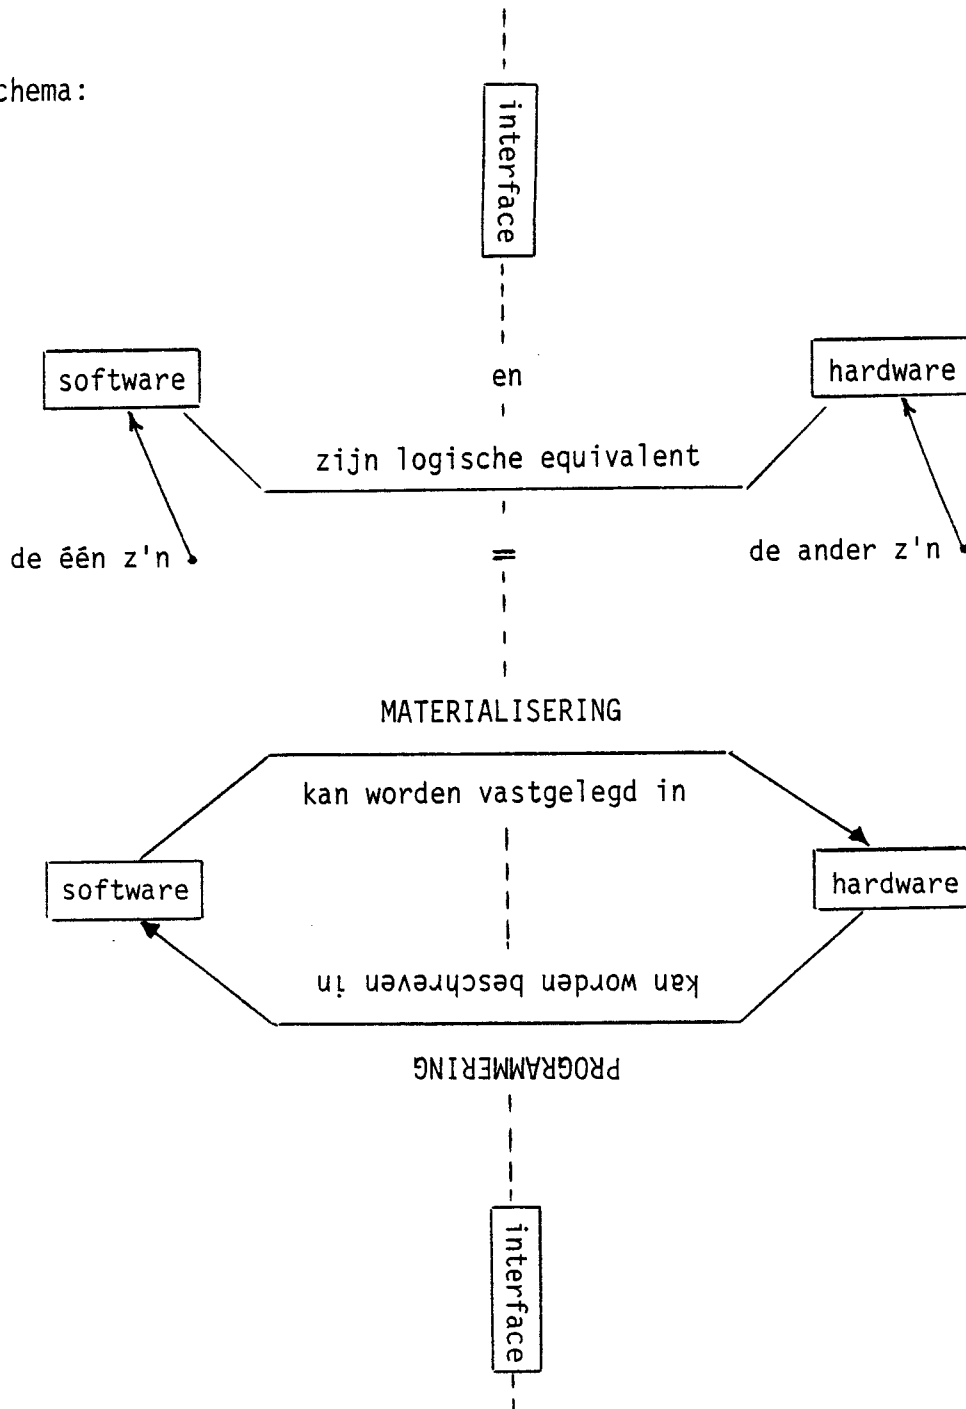 chema:
interface
software
en
hardware
zijn logische equivalent
de één z'n
=
de ander z'n
MATERIALISERING
kan worden vastgelegd in
software
hardware
kan worden beschreven in
PROGRAMMERING
interface